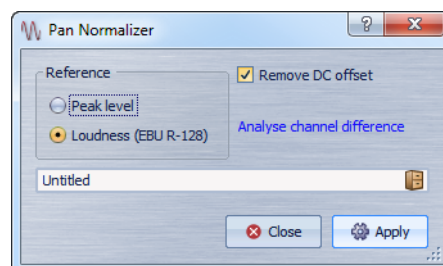 Pan Normalizer
?
Reference
Remove DC offset
Peak level
Loudness (EBU R-128)
Analyse channel difference
Untitled
Close
Apply